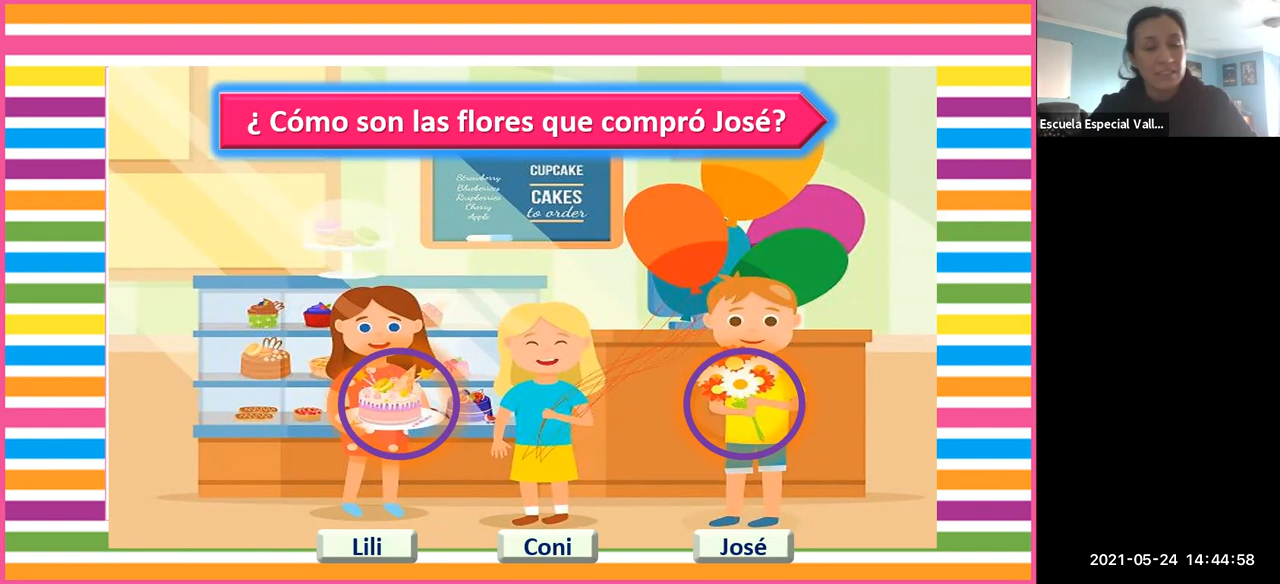 ¿ Cómo son las flores que compró José?
Strawberry
Blueberries
Raspberries
Cherry
Apple
CUPCAKE
CAKES
to order
Lili
Coni
José
Escuela Especial Vall...
2021-05-24 14:44:58